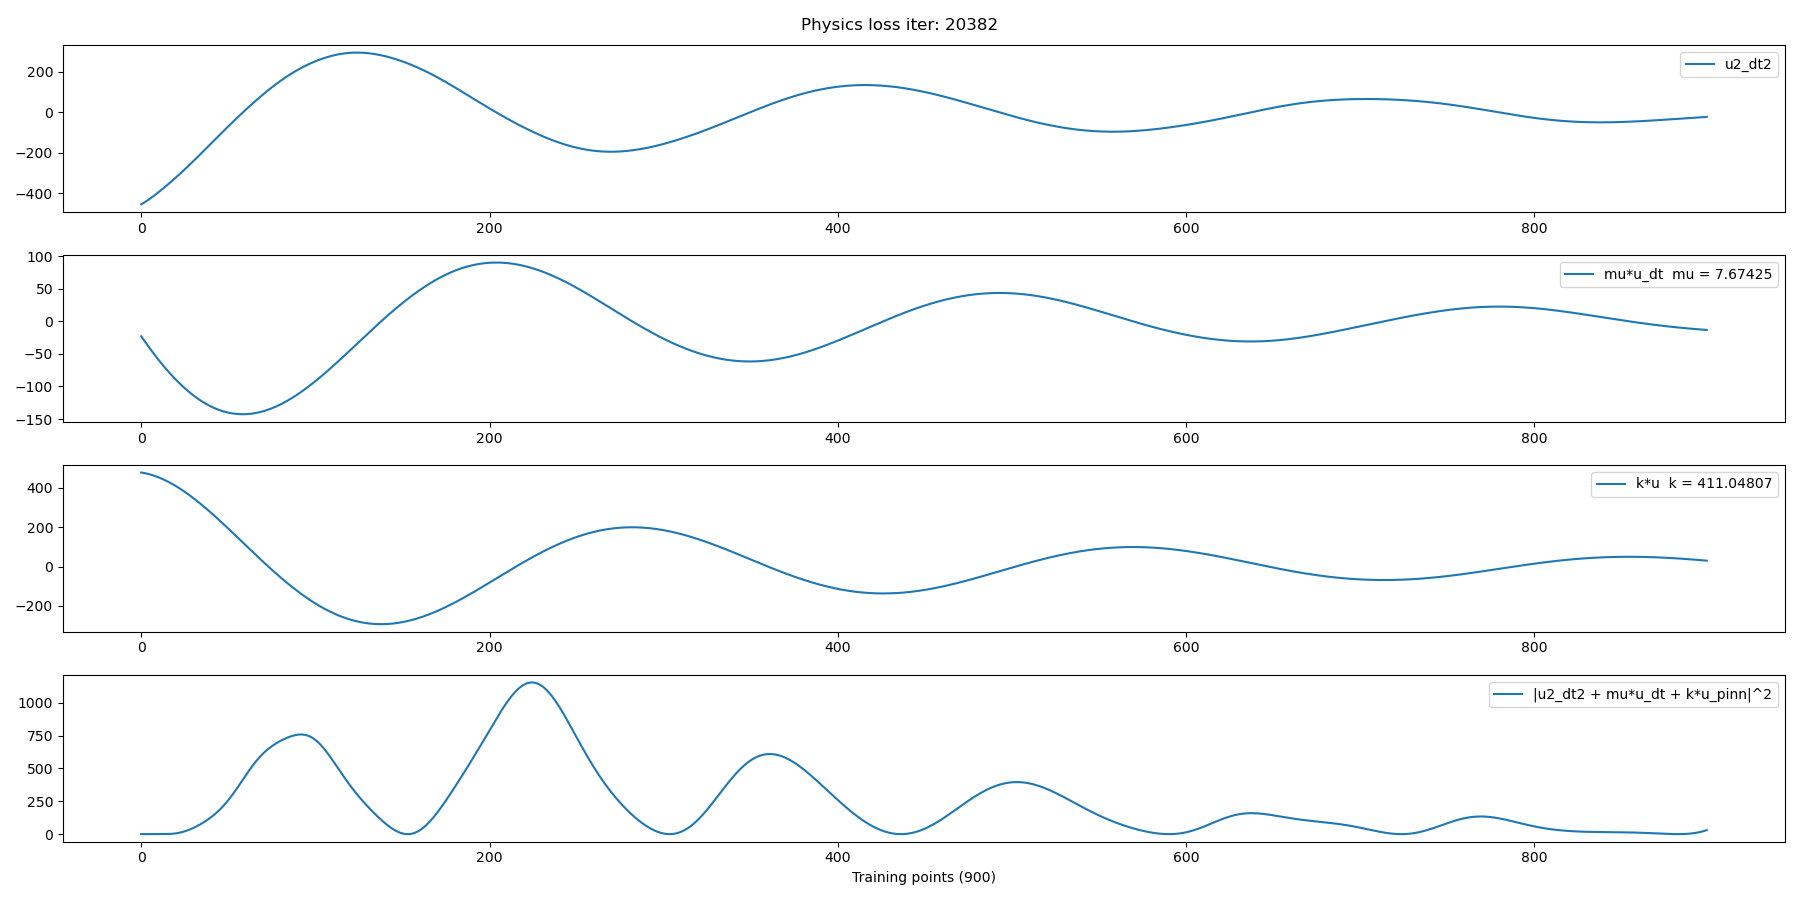 Physics loss iter: 20382
200
0
−200
−400
u2_dt2
0 200 400 600 800
100
50
0
−50
−100
−150
mu*u_dt  mu = 7.67425
0 200 400 600 800
400
200
0
−200
k*u  k = 411.04807
0 200 400 600 800
1000
750
500
250
0
|u2_dt2 + mu*u_dt + k*u_pinn|^2
0 200 400 600 800
Training points (900)